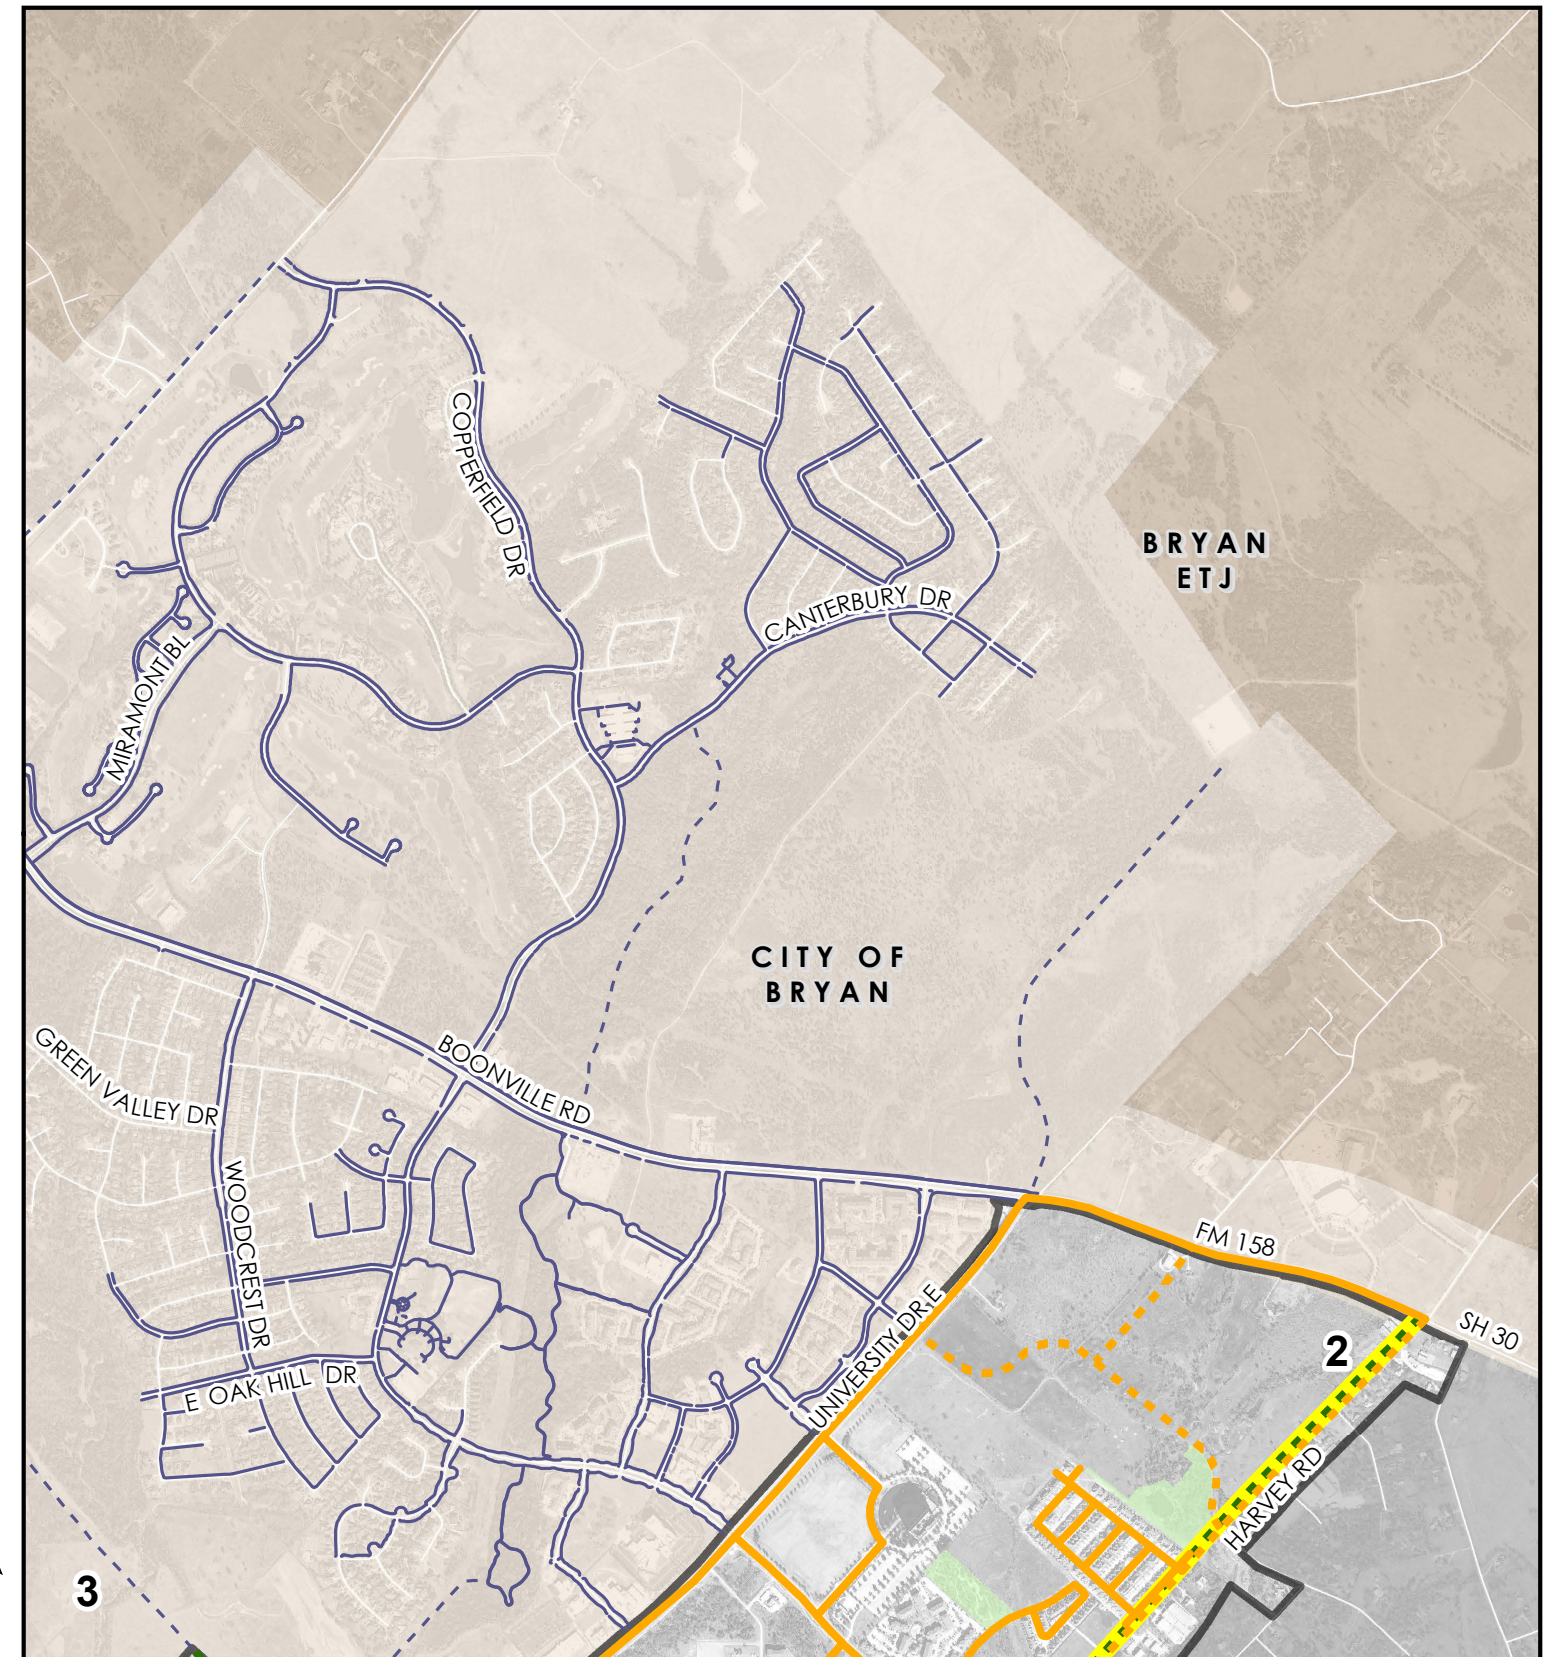 COPPERFIELD DR
BRYAN
ETJ
CANTERBURY DR
MIRAMONT BL
CITY OF
BRYAN
GREEN VALLEY DR
BOONVILLE RD
WOODCREST DR
FM 158
SH 30
UNIVERSITY DR E
2
E OAK HILL DR
HARVEY RD
3